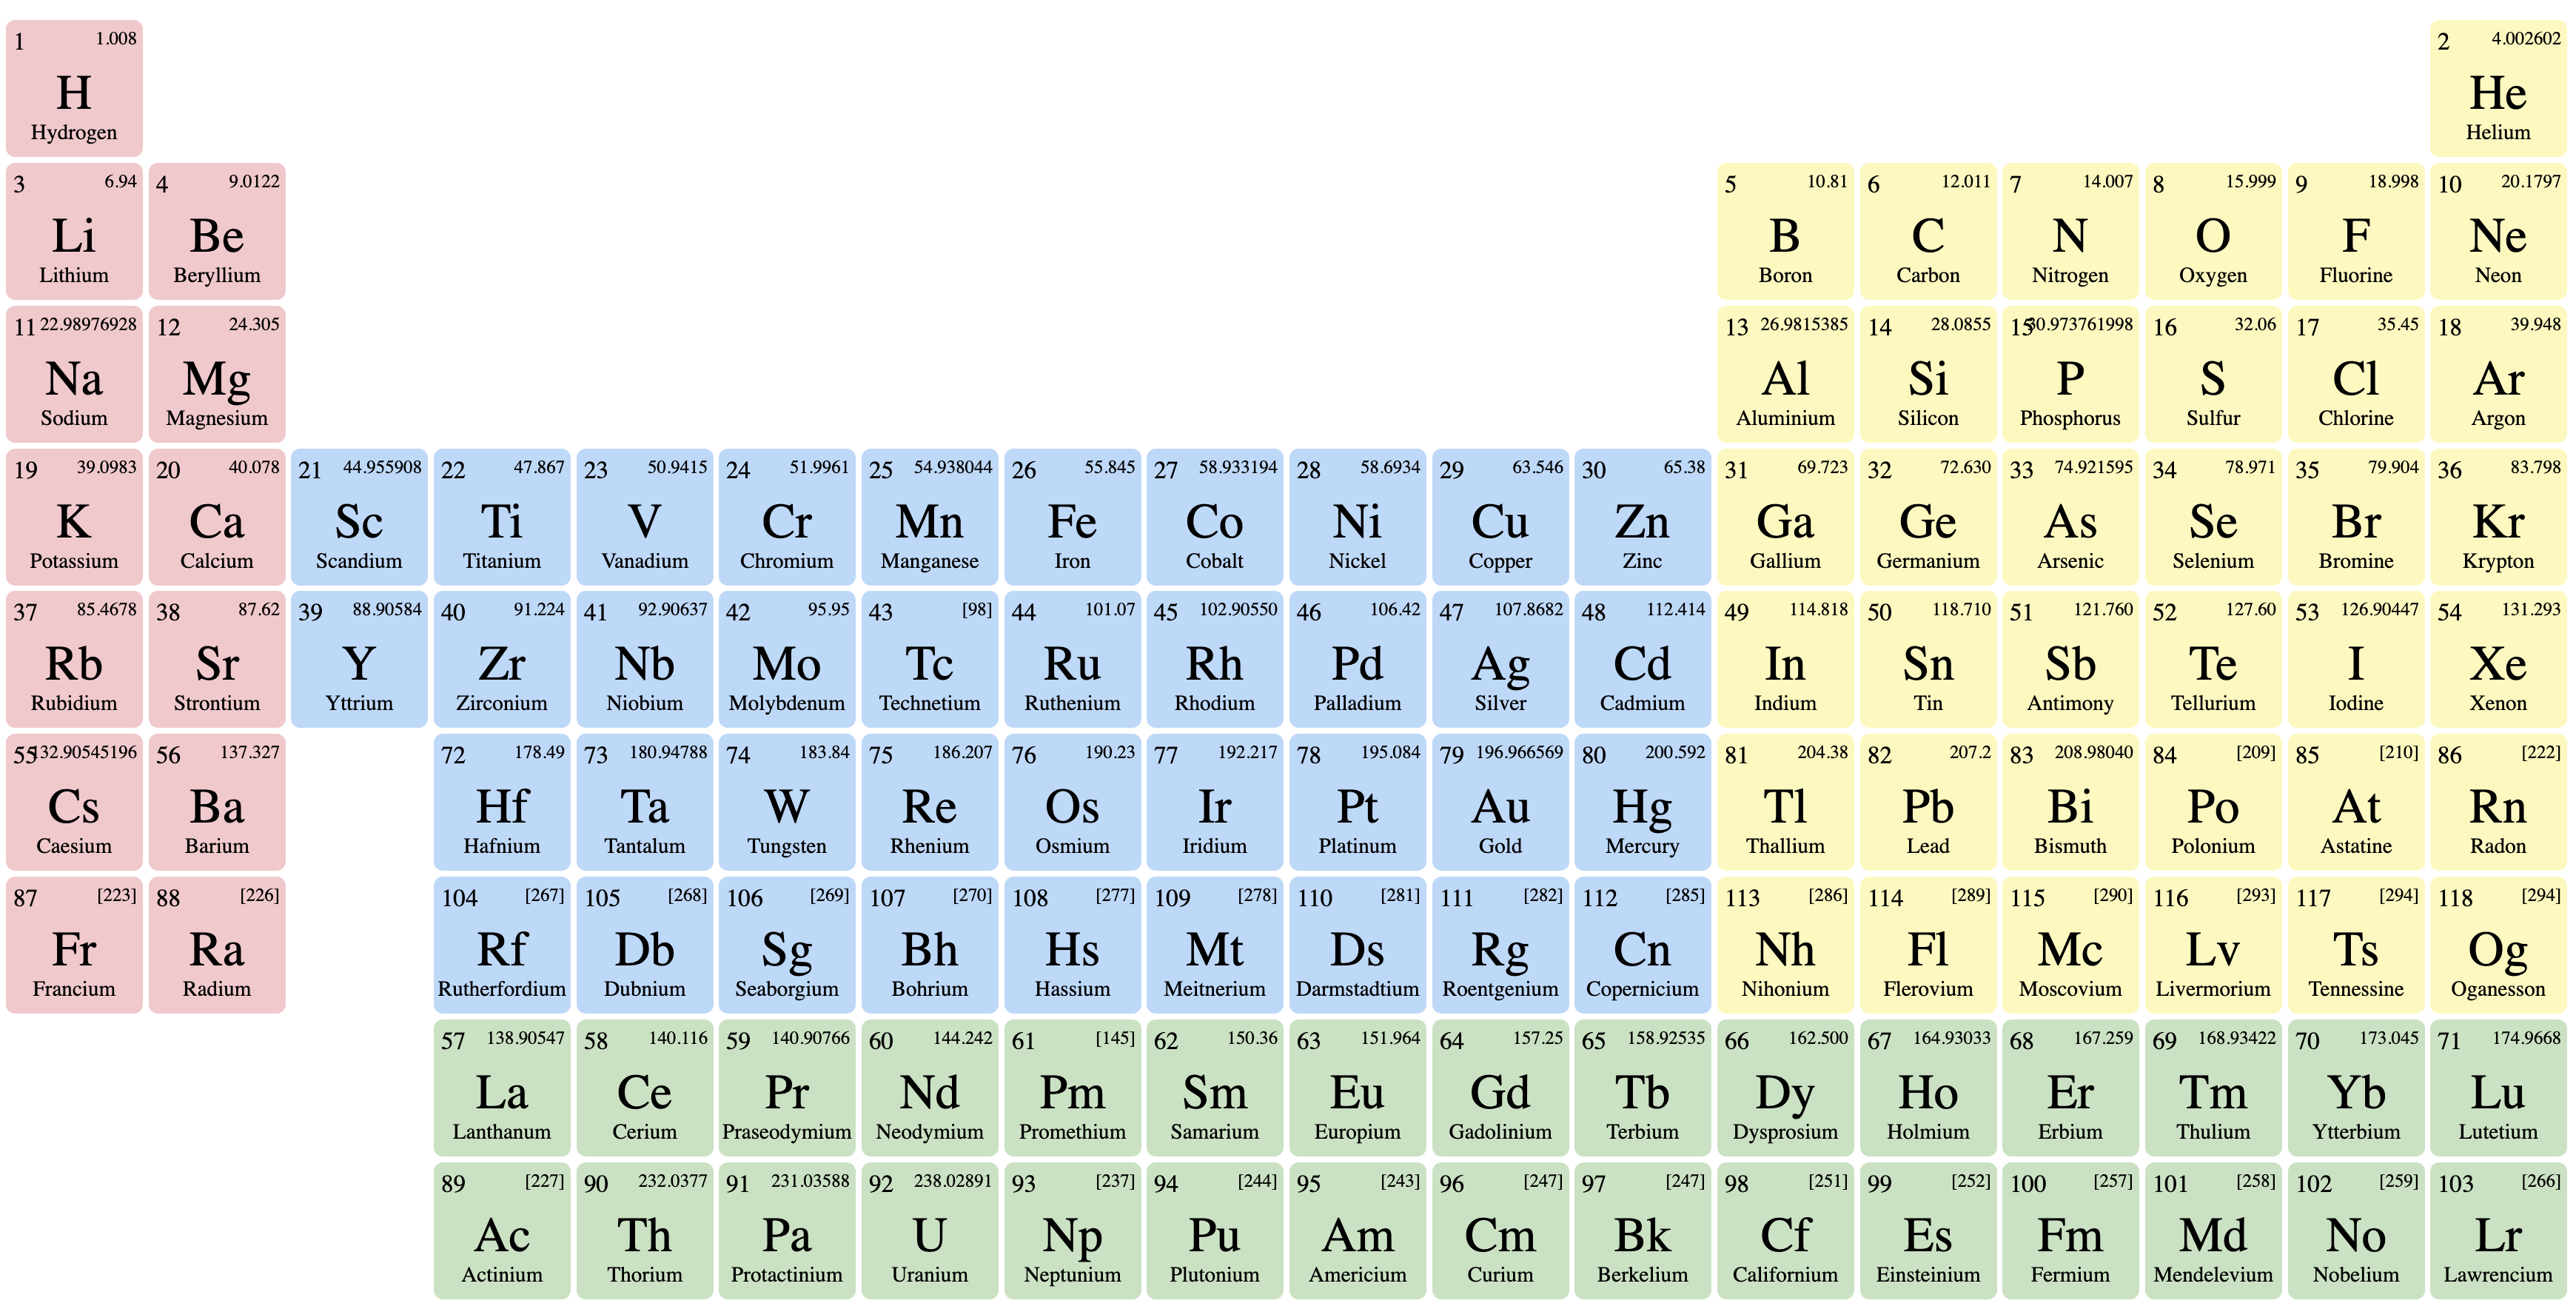 1 1.008 2 4.002602
H He
Hydrogen Helium
3 6.94 4 9.0122 5 10.81 6 12.011 7 14.007 8 15.999 9 18.998 10 20.1797
Li Be B C N O F Ne
Lithium Beryllium Boron Carbon Nitrogen Oxygen Fluorine Neon
11 22.98976928 12 24.305 13 26.9815385 14 28.0855 15 30.973761998 16 32.06 17 35.45 18 39.948
Na Mg Al Si P S Cl Ar
Sodium Magnesium Aluminium Silicon Phosphorus Sulfur Chlorine Argon
19 39.0983 20 40.078 21 44.955908 22 47.867 23 50.9415 24 51.9961 25 54.938044 26 55.845 27 58.933194 28 58.6934 29 63.546 30 65.38 31 69.723 32 72.630 33 74.921595 34 78.971 35 79.904 36 83.798
K Ca Sc Ti V Cr Mn Fe Co Ni Cu Zn Ga Ge As Se Br Kr
Potassium Calcium Scandium Titanium Vanadium Chromium Manganese Iron Cobalt Nickel Copper Zinc Gallium Germanium Arsenic Selenium Bromine Krypton
37 85.4678 38 87.62 39 88.90584 40 91.224 41 92.90637 42 95.95 43 [98] 44 101.07 45 102.90550 46 106.42 47 107.8682 48 112.414 49 114.818 50 118.710 51 121.760 52 127.60 53 126.90447 54 131.293
Rb Sr Y Zr Nb Mo Tc Ru Rh Pd Ag Cd In Sn Sb Te I Xe
Rubidium Strontium Yttrium Zirconium Niobium Molybdenum Technetium Ruthenium Rhodium Palladium Silver Cadmium Indium Tin Antimony Tellurium Iodine Xenon
55 132.90545196 56 137.327 72 178.49 73 180.94788 74 183.84 75 186.207 76 190.23 77 192.217 78 195.084 79 196.966569 80 200.592 81 204.38 82 207.2 83 208.98040 84 [209] 85 [210] 86 [222]
Cs Ba Hf Ta W Re Os Ir Pt Au Hg Tl Pb Bi Po At Rn
Caesium Barium Hafnium Tantalum Tungsten Rhenium Osmium Iridium Platinum Gold Mercury Thallium Lead Bismuth Polonium Astatine Radon
87 [223] 88 [226] 104 [267] 105 [268] 106 [269] 107 [270] 108 [277] 109 [278] 110 [281] 111 [282] 112 [285] 113 [286] 114 [289] 115 [290] 116 [293] 117 [294] 118 [294]
Fr Ra Rf Db Sg Bh Hs Mt Ds Rg Cn Nh Fl Mc Lv Ts Og
Francium Radium Rutherfordium Dubnium Seaborgium Bohrium Hassium Meitnerium Darmstadtium Roentgenium Copernicium Nihonium Flerovium Moscovium Livermorium Tennessine Oganesson
57 138.90547 58 140.116 59 140.90766 60 144.242 61 [145] 62 150.36 63 151.964 64 157.25 65 158.92535 66 162.500 67 164.93033 68 167.259 69 168.93422 70 173.045 71 174.9668
La Ce Pr Nd Pm Sm Eu Gd Tb Dy Ho Er Tm Yb Lu
Lanthanum Cerium Praseodymium Neodymium Promethium Samarium Europium Gadolinium Terbium Dysprosium Holmium Erbium Thulium Ytterbium Lutetium
89 [227] 90 232.0377 91 231.03588 92 238.02891 93 [237] 94 [244] 95 [243] 96 [247] 97 [247] 98 [251] 99 [252] 100 [257] 101 [258] 102 [259] 103 [266]
Ac Th Pa U Np Pu Am Cm Bk Cf Es Fm Md No Lr
Actinium Thorium Protactinium Uranium Neptunium Plutonium Americium Curium Berkelium Californium Einsteinium Fermium Mendelevium Nobelium Lawrencium